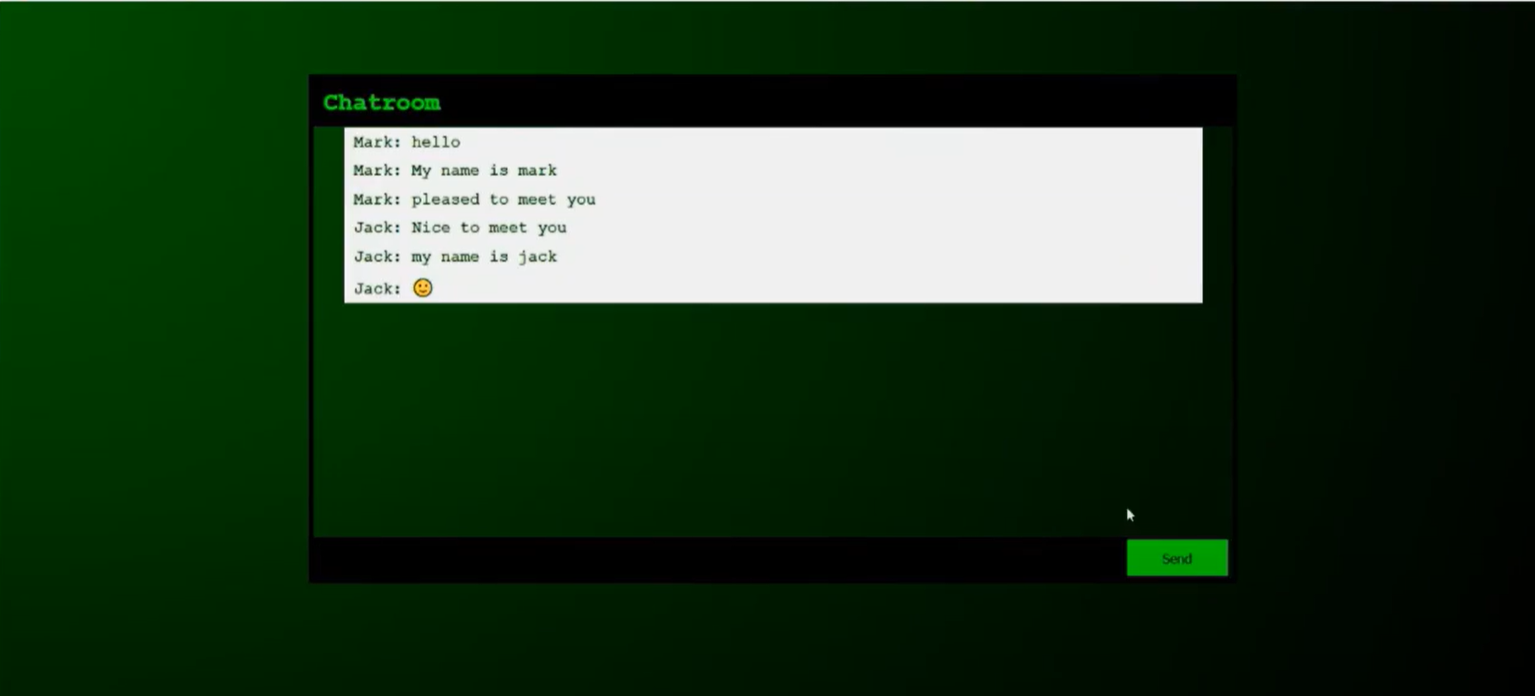 Chatroom
Mark: hello
Mark: My name is mark
Mark: pleased to meet you
Jack: Nice to meet you
Jack: my name is jack
Jack: 🙂
Send